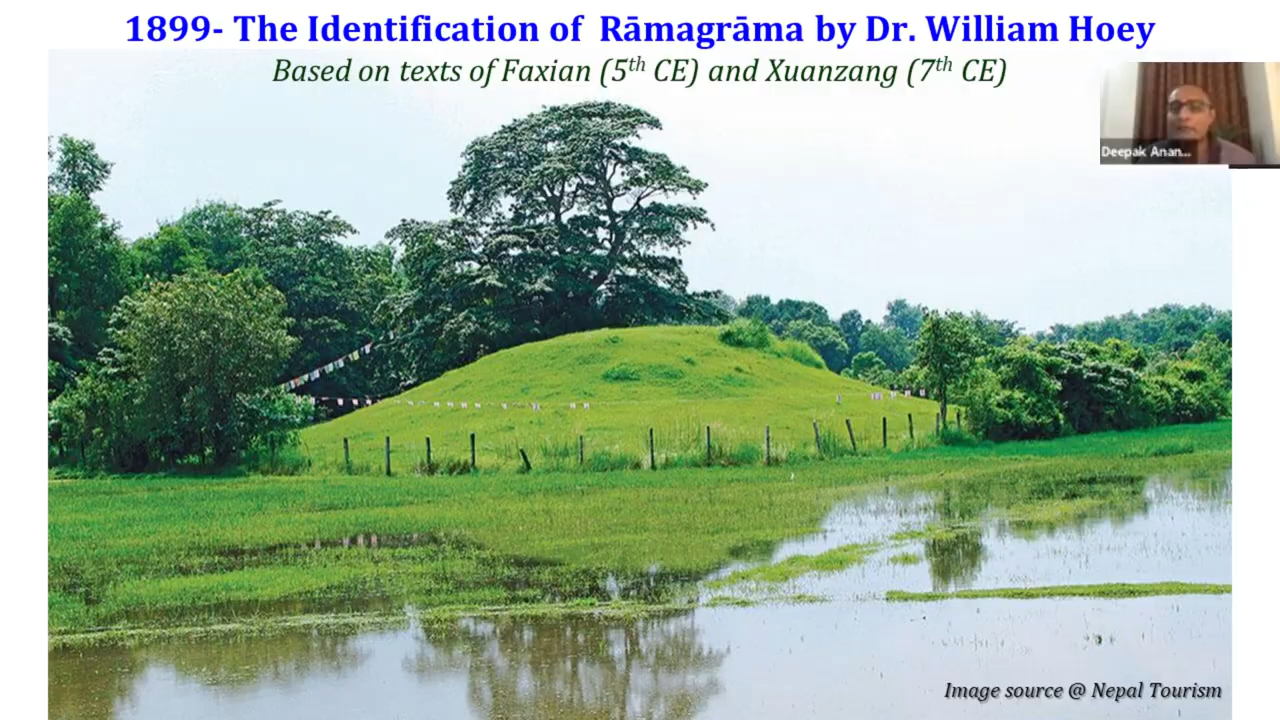 1899- The Identification of Rāmagrāma by Dr. William Hoey
Based on texts of Faxian (5th CE) and Xuanzang (7th CE)
Deepak Anan...
Image source @ Nepal Tourism